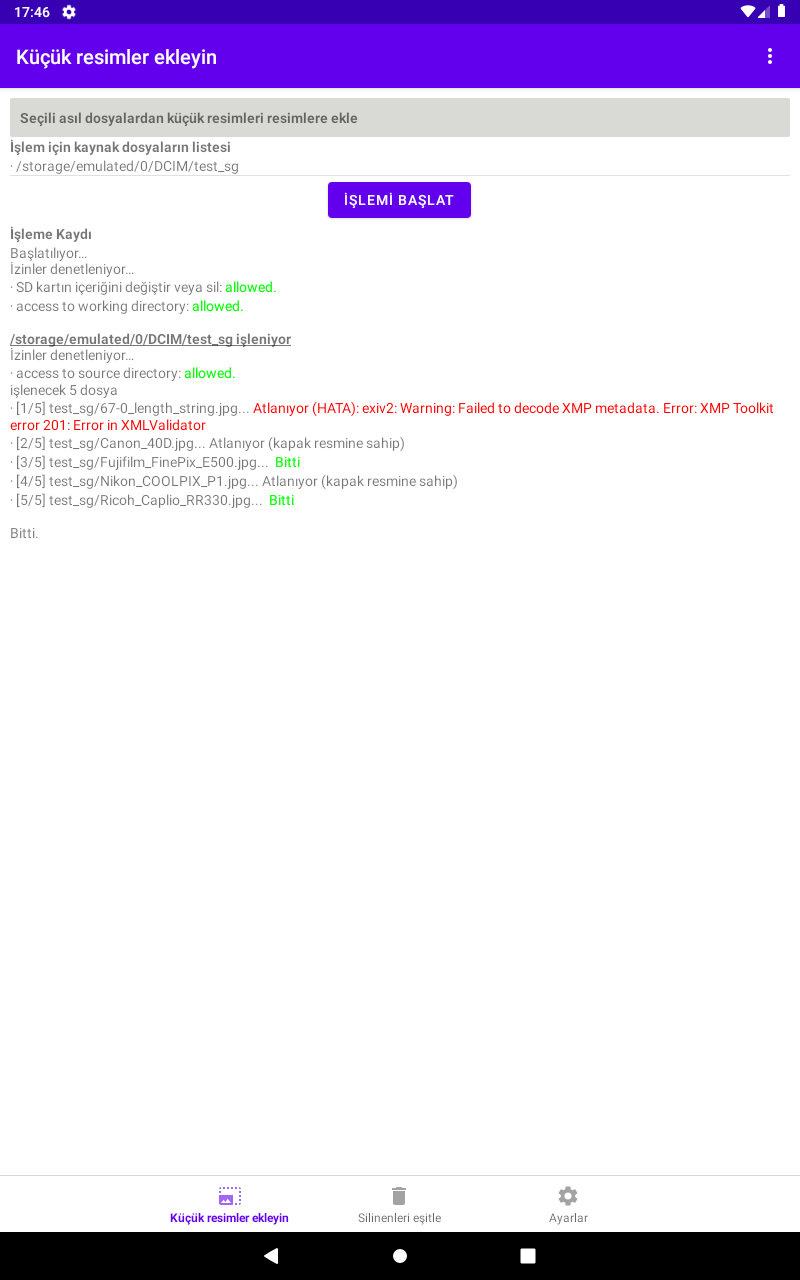 17:46
Küçük resimler ekleyin
Seçili asıl dosyalardan küçük resimleri resimlere ekle
İşlem için kaynak dosyaların listesi
· /storage/emulated/0/DCIM/test_sg
İŞLEMİ BAŞLAT
İşleme Kaydı
Başlatılıyor...
İzinler denetleniyor...
· SD kartın içeriğini değiştir veya sil: allowed.
· access to working directory: allowed.
/storage/emulated/0/DCIM/test_sg işleniyor
İzinler denetleniyor...
· access to source directory: allowed.
işlenecek 5 dosya
· [1/5] test_sg/67-0_length_string.jpg... Atlanıyor (HATA): exiv2: Warning: Failed to decode XMP metadata. Error: XMP Toolkit
error 201: Error in XMLValidator
· [2/5] test_sg/Canon_40D.jpg... Atlanıyor (kapak resmine sahip)
· [3/5] test_sg/Fujifilm_FinePix_E500.jpg... Bitti
· [4/5] test_sg/Nikon_COOLPIX_P1.jpg... Atlanıyor (kapak resmine sahip)
· [5/5] test_sg/Ricoh_Caplio_RR330.jpg... Bitti
Bitti.
Küçük resimler ekleyin
Silinenleri eşitle
Ayarlar